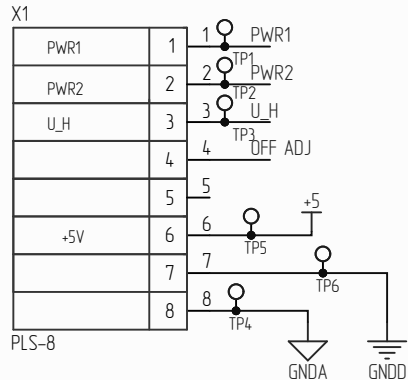 X1
PWR1 1 1 PWR1
TP1
PWR2 2 2 PWR2
TP2
U_H 3 3 U_H
TP3
4 4 OFF ADJ
5 5
+5V 6 6 +5
TP5
7 7
TP6
8 8
TP4
PLS-8
GNDA GNDD